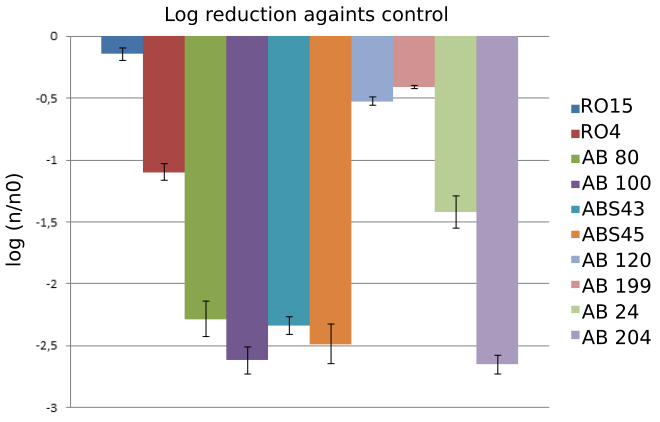 Log reduction againts control
0
-0,5
-1
-1,5
-2
-2,5
-3
log (n/n0)
RO15
RO4
AB 80
AB 100
ABS43
ABS45
AB 120
AB 199
AB 24
AB 204